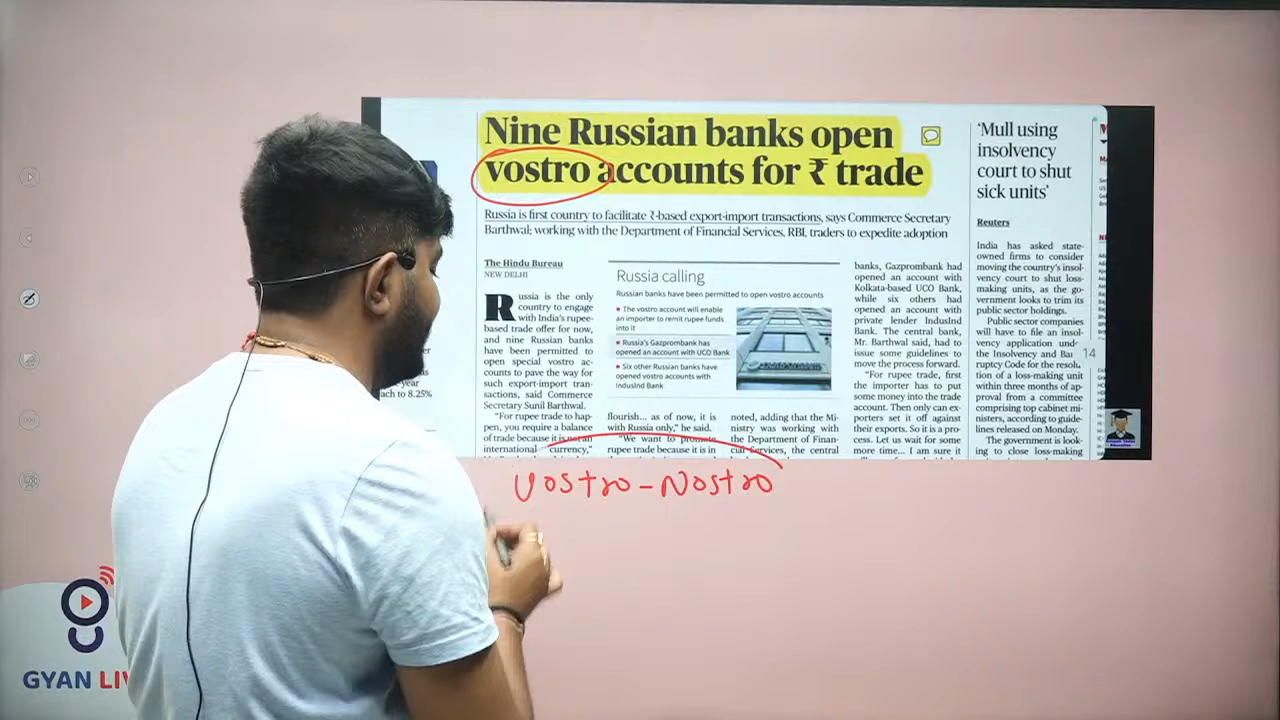 Nine Russian banks open
vostro accounts for ₹ trade
Russia is first country to facilitate ₹-based export-import transactions, says Commerce Secretary
Barthwal; working with the Department of Financial Services, RBI, traders to expedite adoption
The Hindu Bureau
NEW DELHI
Russia is the only
country to engage
with India's rupee-
based trade offer for now,
and nine Russian banks
have been permitted to
open special vostro ac-
counts to pave the way for
such export-import tran-
sactions, said Commerce
Secretary Sunil Barthwal.
"For rupee trade to hap-
pen, you require a balance
of trade because it is not an
international currency,"
Russia calling
Russian banks have been permitted to open vostro accounts
■ The vostro account will enable
an importer to remit rupee funds
into it
■ Russia's Gazprombank has
opened an account with UCO Bank
■ Six other Russian banks have
opened vostro accounts with
IndusInd Bank
flourish... as of now, it is
with Russia only," he said.
"We want to promote
rupee trade because it is in
noted, adding that the Mi-
nistry was working with
the Department of Finan-
cial Services, the central
banks, Gazprombank had
opened an account with
Kolkata-based UCO Bank,
while six others had
opened an account with
private lender IndusInd
Bank. The central bank,
Mr. Barthwal said, had to
issue some guidelines to
move the process forward.
"For rupee trade, first
the importer has to put
some money into the trade
account. Then only can ex-
porters set it off against
their exports. So it is a pro-
cess. Let us wait for some
more time... I am sure it
'Mull using
insolvency
court to shut
sick units'
Reuters
India has asked state-
owned firms to consider
moving the country's insol-
vency court to shut loss-
making units, as the go-
vernment looks to trim its
public sector holdings.
Public sector companies
will have to file an insol-
vency application und-
the Insolvency and Ba
ruptcy Code for the resolu-
tion of a loss-making unit
within three months of ap-
proval from a committee
comprising top cabinet mi-
nisters, according to guide-
lines released on Monday.
The government is look-
ing to close loss-making
14
year
ach to 8.25%
Vostro - Nostro
GYAN LIV